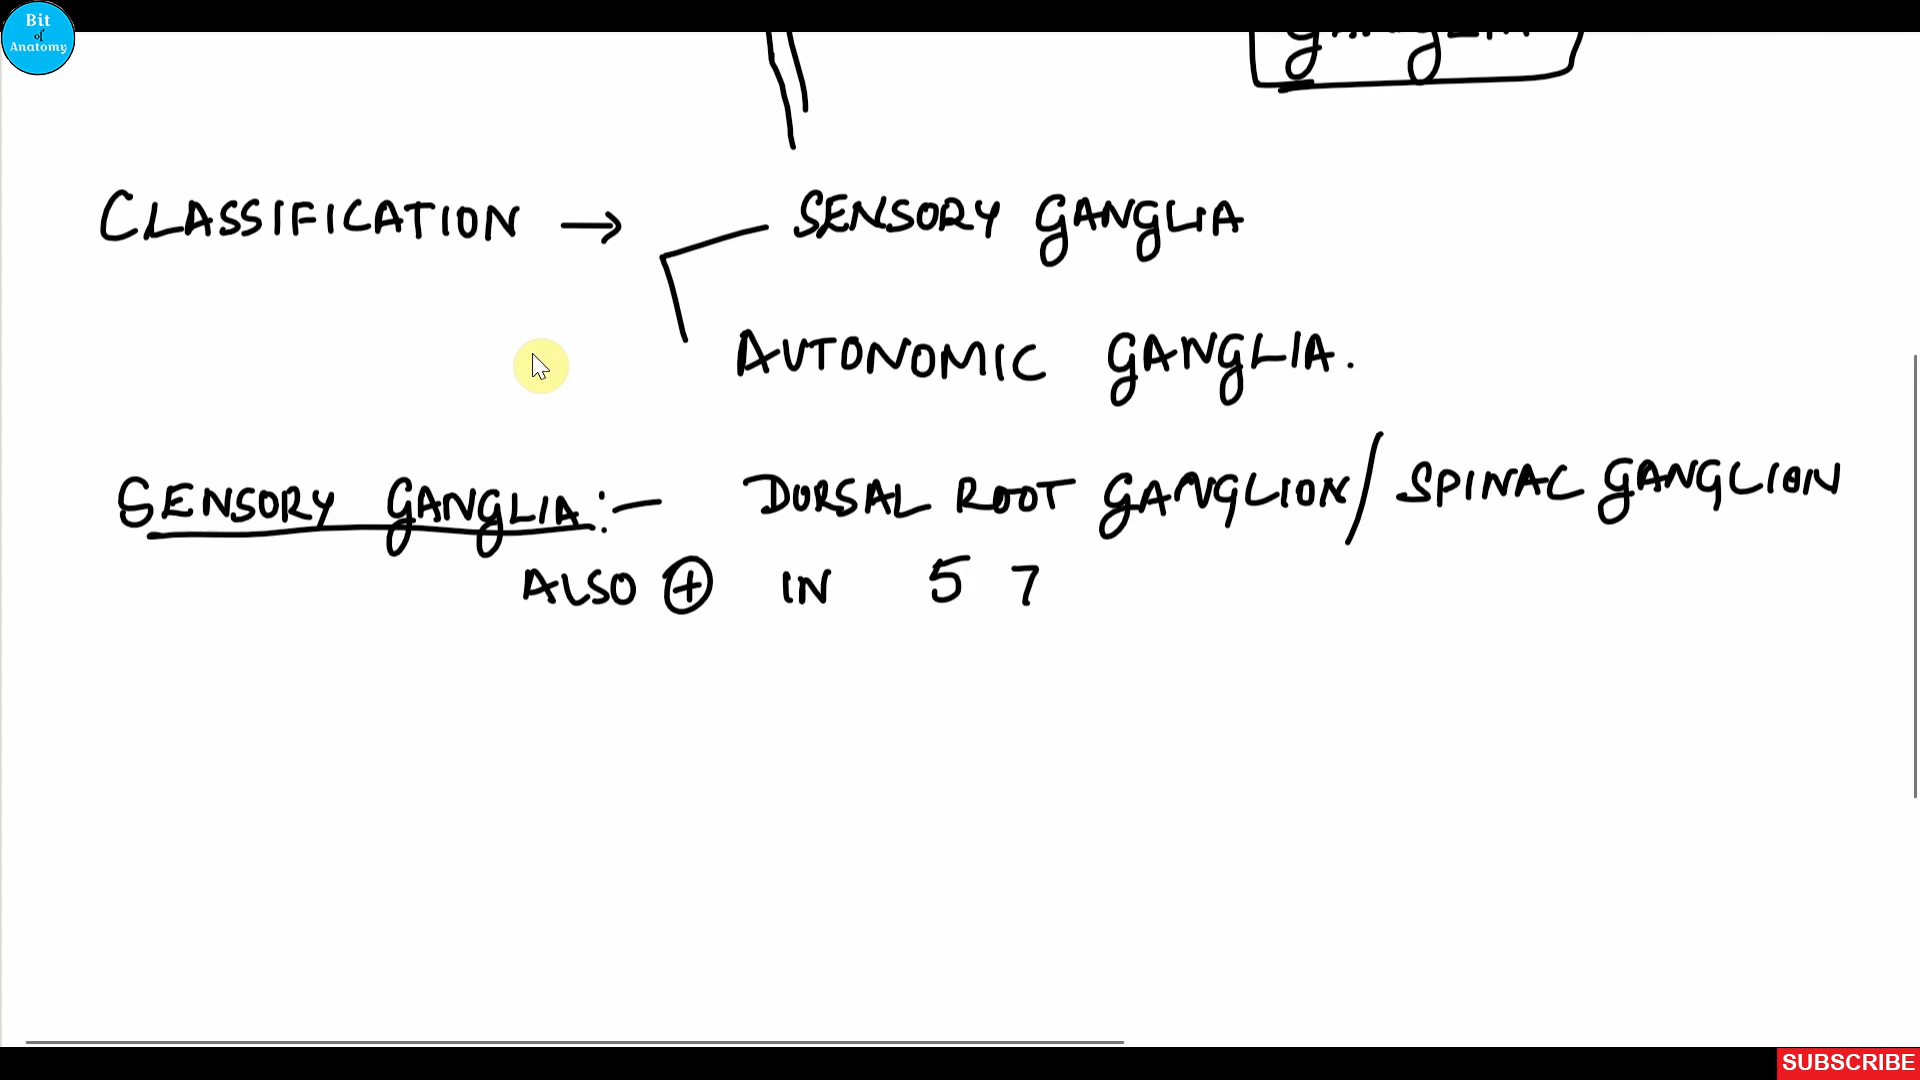 Bit
of
Anatomy
GANGLIA
CLASSIFICATION → SENSORY GANGLIA
AUTONOMIC GANGLIA.
SENSORY GANGLIA:— DORSAL ROOT GANGLION/ SPINAL GANGLION
ALSO ⊕ IN 5 7
SUBSCRIBE